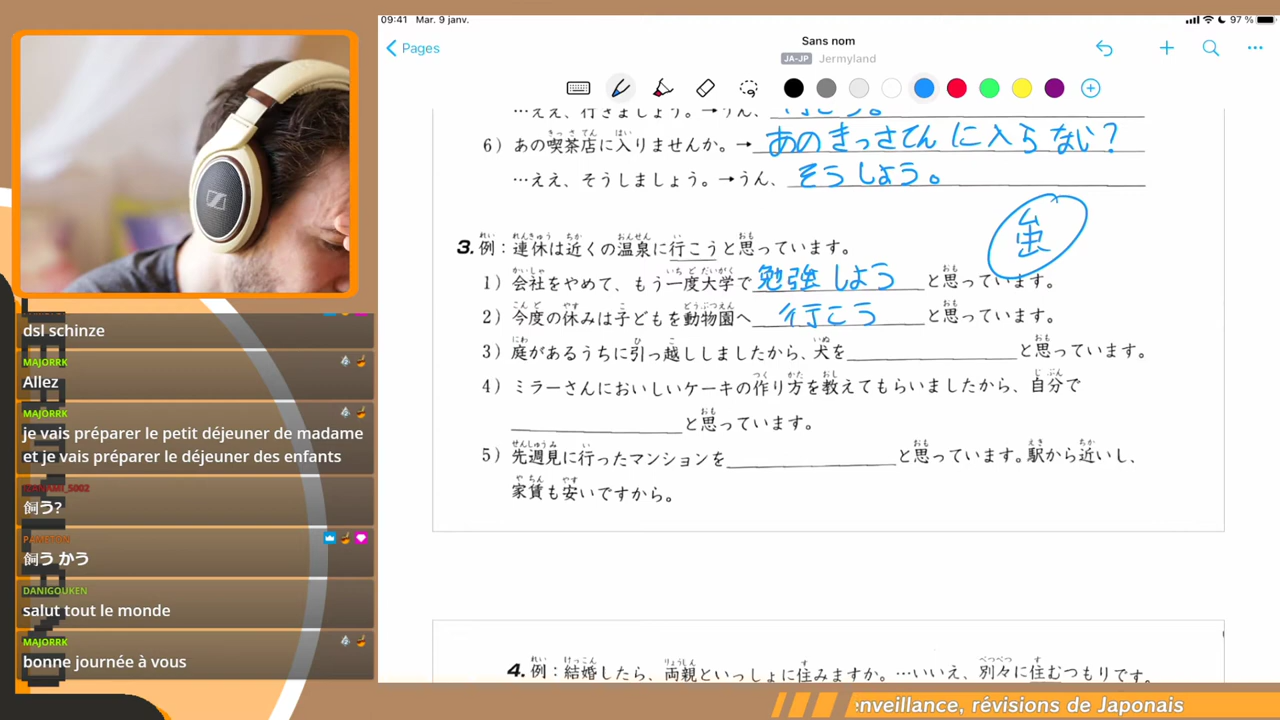 09:41 Mar. 9 janv.
97 %
Pages
Sans nom
JA-JP Jermyland
…ええ、行きましょう。→うん、行こう。
6）あの喫茶店に入りませんか。→あのきっさてんに入らない？
…ええ、そうしましょう。→うん、そうしよう。
3. 例：連休は近くの温泉に行こうと思っています。
1）会社をやめて、もう一度大学で勉強しようと思っています。
2）今度の休みは子どもを動物園へ行こうと思っています。
3）庭があるうちに引っ越ししましたから、犬を と思っています。
4）ミラーさんにおいしいケーキの作り方を教えてもらいましたから、自分で
と思っています。
5）先週見に行ったマンションを と思っています。駅から近いし、
家賃も安いですから。
4. 例：結婚したら、両親といっしょに住みますか。…いいえ、別々に住むつもりです。
dsl schinze
MAJORRK
Allez
MAJORRK
je vais préparer le petit déjeuner de madame
et je vais préparer le déjeuner des enfants
飼う?
PAMETON
飼う かう
DANIGOUKEN
salut tout le monde
MAJORRK
bonne journée à vous
nveillance, révisions de Japonais